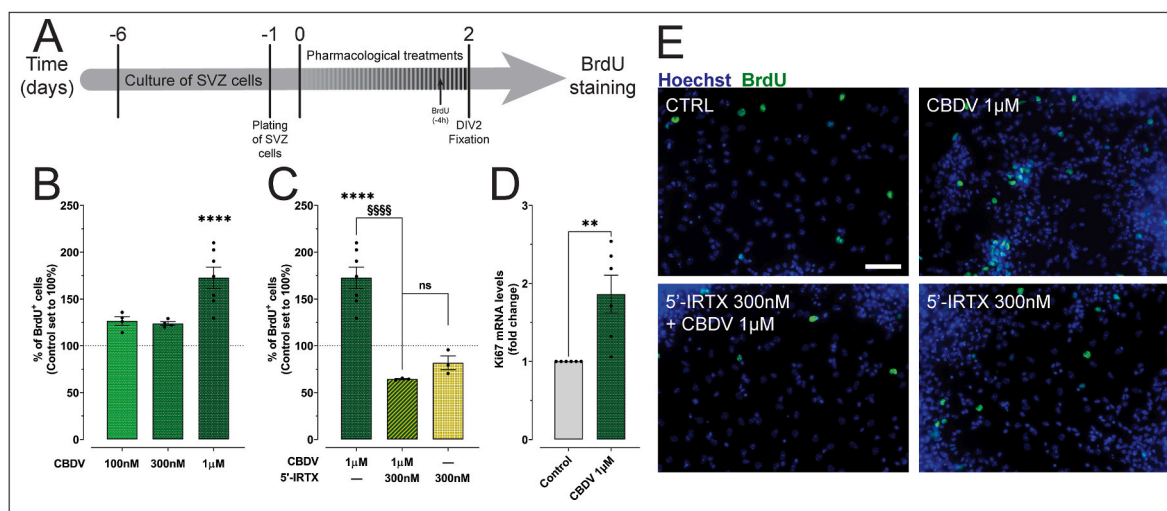 A
-6
-1
0
2
Time
(days)
Culture of SVZ cells
Pharmacological treatments
BrdU
(-4h)
Plating
of SVZ
cells
DIV2
Fixation
BrdU
staining
B
% of BrdU+ cells
(Control set to 100%)
250
200
150
100
50
0
****
CBDV
100nM
300nM
1µM
C
% of BrdU+ cells
(Control set to 100%)
250
200
150
100
50
0
****
§§§§
ns
CBDV
1µM
1µM
—
5'-IRTX
—
300nM
300nM
D
Ki67 mRNA levels
(fold change)
3
2
1
0
**
Control
CBDV 1µM
E
Hoechst BrdU
CTRL
CBDV 1µM
5'-IRTX 300nM
+ CBDV 1µM
5'-IRTX 300nM